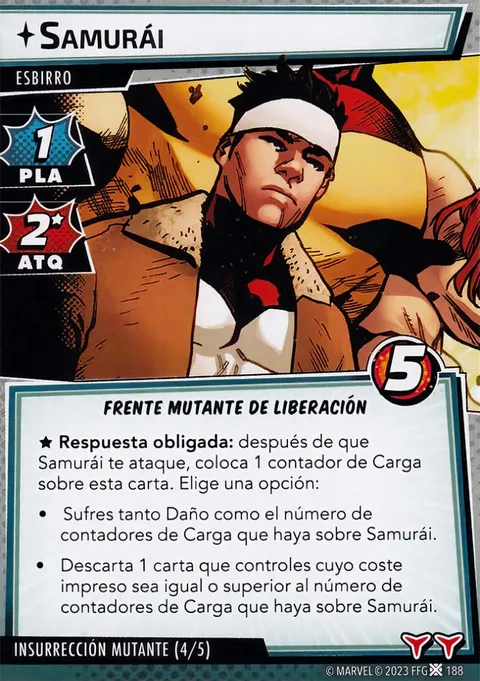 SAMURÁI
ESBIRRO
1
PLA
2★
ATQ
5
FRENTE MUTANTE DE LIBERACIÓN
★ Respuesta obligada: después de que
Samurái te ataque, coloca 1 contador de Carga
sobre esta carta. Elige una opción:
• Sufres tanto Daño como el número de
contadores de Carga que haya sobre Samurái.
• Descarta 1 carta que controles cuyo coste
impreso sea igual o superior al número de
contadores de Carga que haya sobre Samurái.
INSURRECCIÓN MUTANTE (4/5)
© MARVEL © 2023 FFG 188